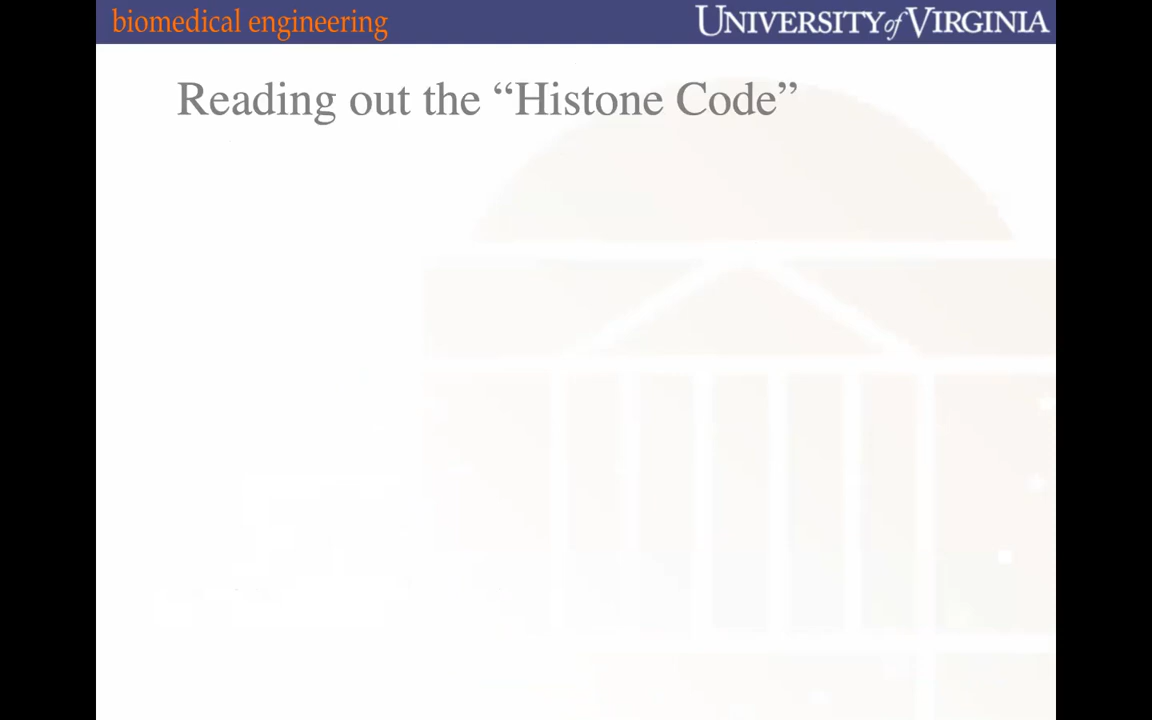 biomedical engineering
UNIVERSITY of VIRGINIA
Reading out the “Histone Code”